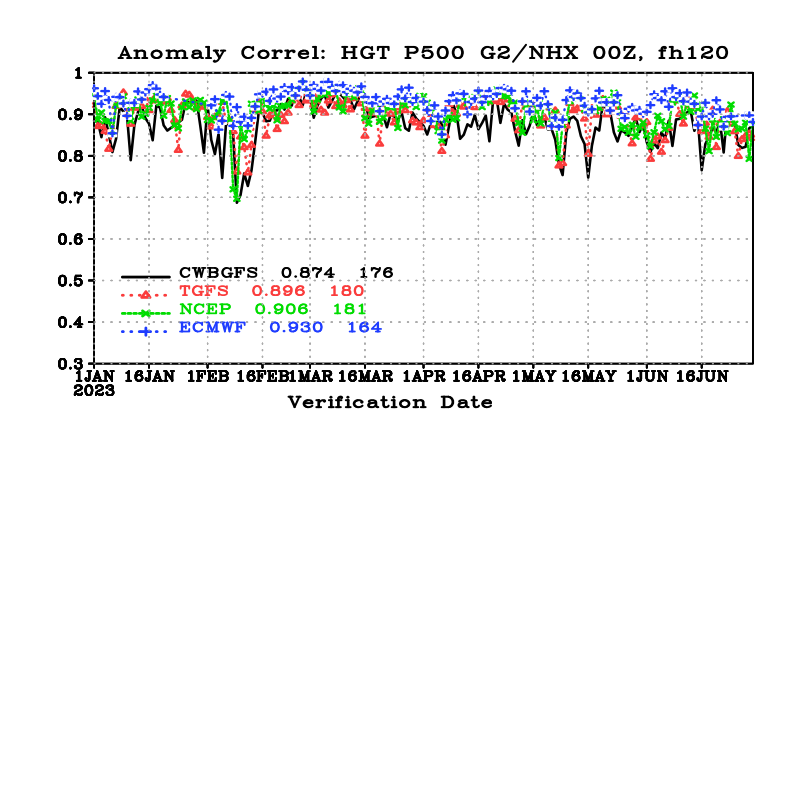 Anomaly Correl: HGT P500 G2/NHX 00Z, fh120
1
0.9
0.8
0.7
0.6
0.5
0.4
0.3
CWBGFS 0.874 176
TGFS 0.896 180
NCEP 0.906 181
ECMWF 0.930 164
1JAN 16JAN 1FEB 16FEB 1MAR 16MAR 1APR 16APR 1MAY 16MAY 1JUN 16JUN
2023
Verification Date